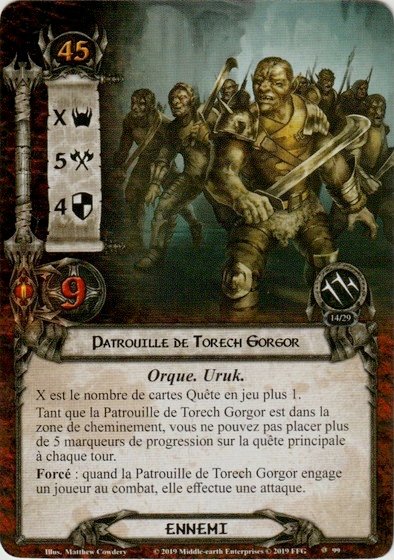 45
X
5
4
9
14/29
Patrouille de Torech Gorgor
Orque. Uruk.
X est le nombre de cartes Quête en jeu plus 1.
Tant que la Patrouille de Torech Gorgor est dans la
zone de cheminement, vous ne pouvez pas placer plus
de 5 marqueurs de progression sur la quête principale
à chaque tour.
Forcé : quand la Patrouille de Torech Gorgor engage
un joueur au combat, elle effectue une attaque.
ENNEMI
Illus. Matthew Cowdery © 2019 Middle-earth Enterprises © 2019 FFG 99